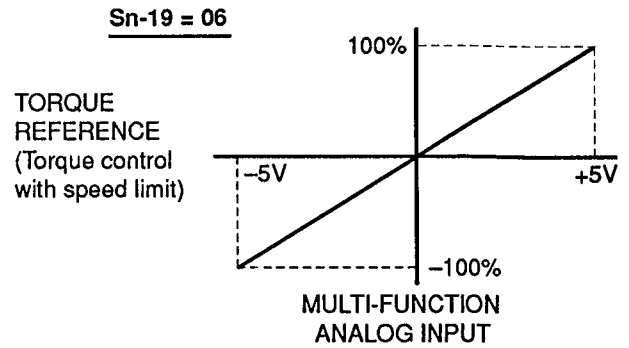 Sn-19 = 06
100%
TORQUE
REFERENCE
(Torque control
with speed limit)
–5V
+5V
–100%
MULTI-FUNCTION
ANALOG INPUT